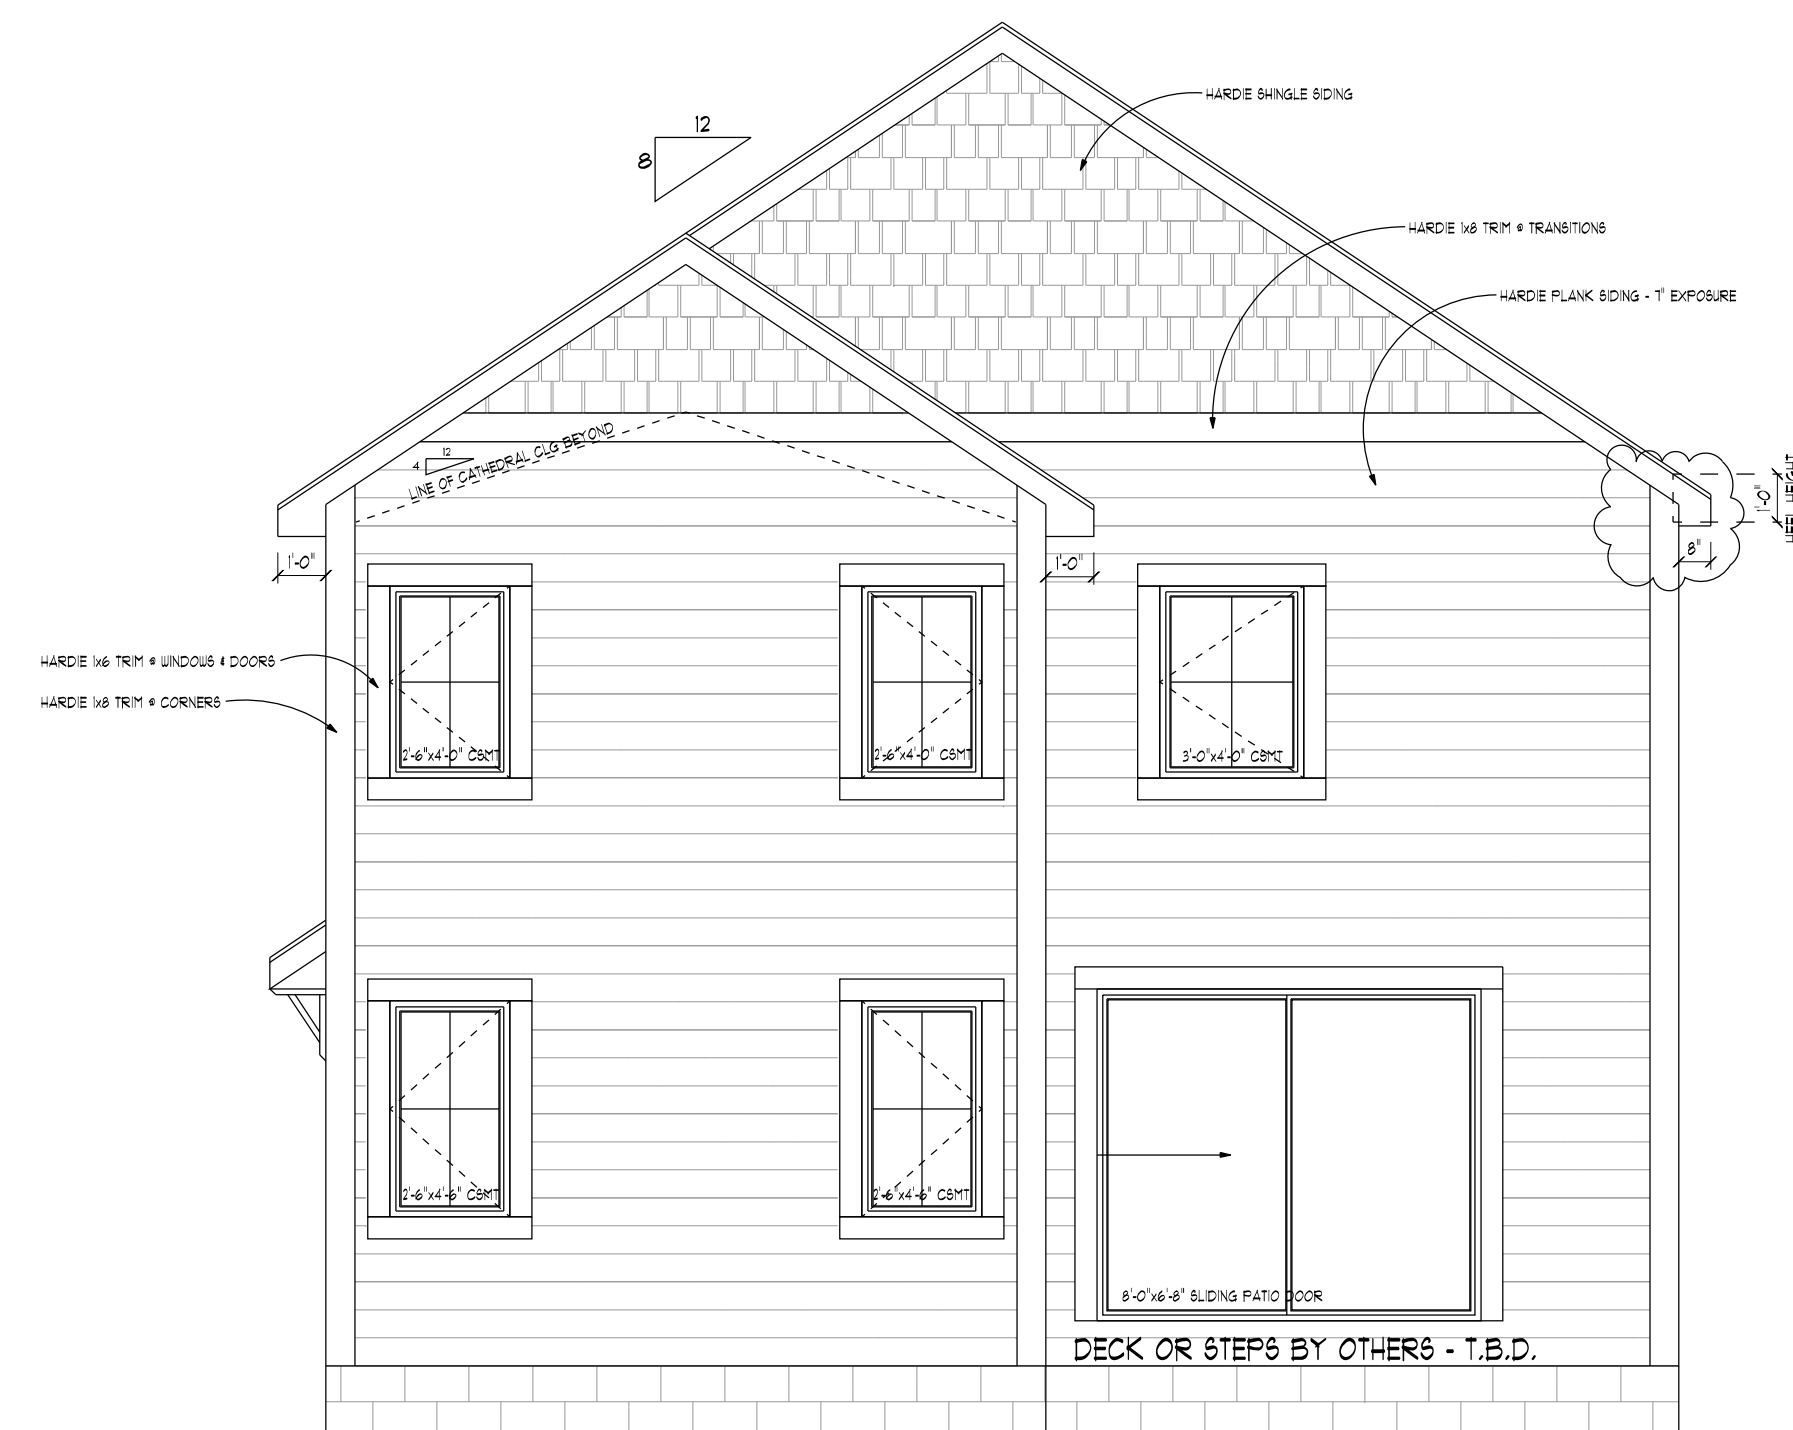 HARDIE SHINGLE SIDING
12
8
HARDIE 1x8 TRIM @ TRANSITIONS
HARDIE PLANK SIDING - 7" EXPOSURE
12
4
LINE OF CATHEDRAL CLG BEYOND
1'-0"
HEEL HEIGHT
8"
1'-0"
1'-0"
HARDIE 1x6 TRIM @ WINDOWS & DOORS
HARDIE 1x8 TRIM @ CORNERS
2'-6"x4'-0" CSMT
2'-6"x4'-0" CSMT
3'-0"x4'-0" CSMT
2'-6"x4'-6" CSMT
2'-6"x4'-6" CSMT
8'-0"x6'-8" SLIDING PATIO DOOR
DECK OR STEPS BY OTHERS - T.B.D.